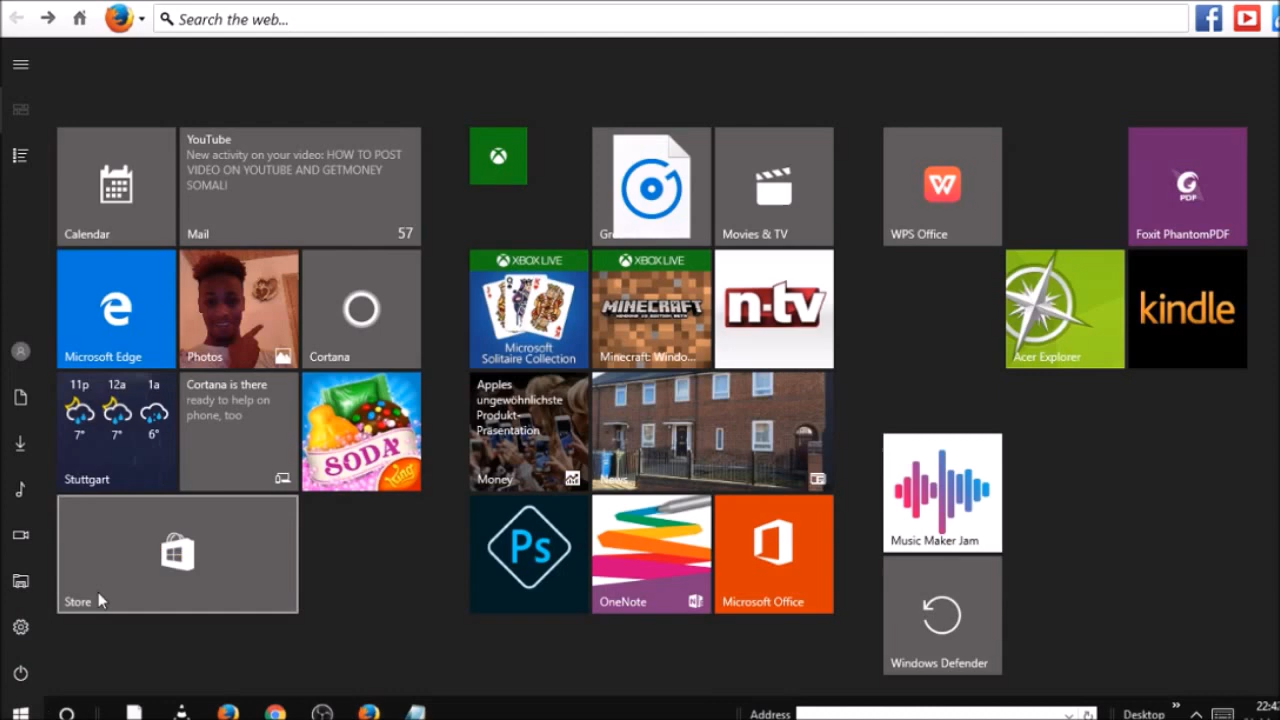 Search the web...
Calendar
YouTube
New activity on your video: HOW TO POST
VIDEO ON YOUTUBE AND GETMONEY
SOMALI
Mail
57
Movies & TV
WPS Office
PDF
Foxit PhantomPDF
Microsoft Edge
Photos
Cortana
XBOX LIVE
Microsoft
Solitaire Collection
XBOX LIVE
MINECRAFT
Minecraft: Windo...
n-tv
Acer Explorer
kindle
11p 12a 1a
7° 7° 6°
Stuttgart
Cortana is there
ready to help on
phone, too
SODA
King
Apples
ungewöhnlichste
Produkt-
Präsentation
Money
News
Music Maker Jam
Store
Ps
OneNote
Microsoft Office
Windows Defender
Address
Desktop